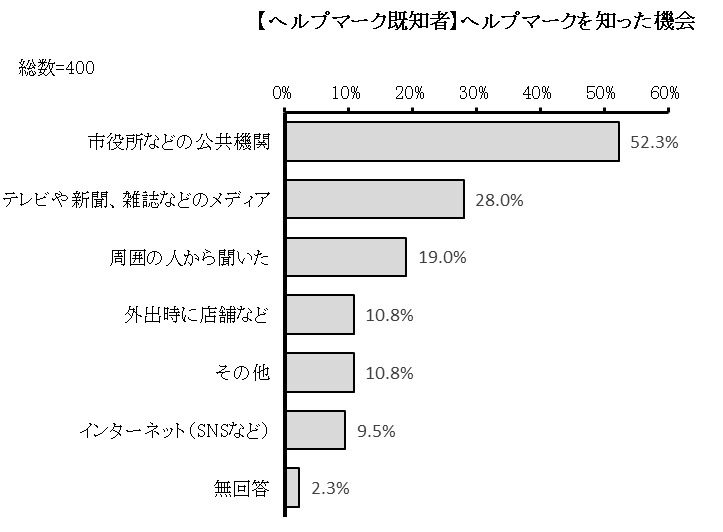 【ヘルプマーク既知者】ヘルプマークを知った機会
総数=400
0% 10% 20% 30% 40% 50% 60%
市役所などの公共機関 52.3%
テレビや新聞、雑誌などのメディア 28.0%
周囲の人から聞いた 19.0%
外出時に店舗など 10.8%
その他 10.8%
インターネット(SNSなど) 9.5%
無回答 2.3%